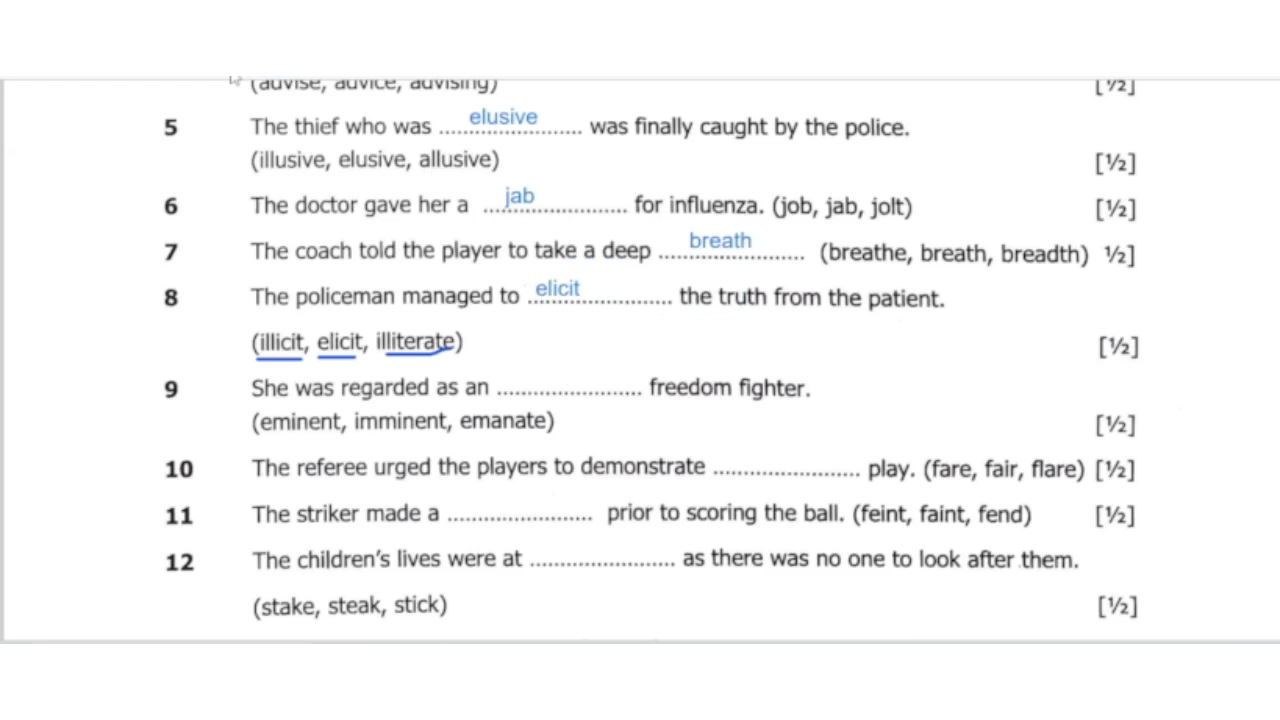 (advise, advice, advising) [½]
5 The thief who was ........ elusive ........ was finally caught by the police.
(illusive, elusive, allusive) [½]
6 The doctor gave her a ........ jab ........ for influenza. (job, jab, jolt) [½]
7 The coach told the player to take a deep ........ breath ........ (breathe, breath, breadth) ½]
8 The policeman managed to ........ elicit ........ the truth from the patient.
(illicit, elicit, illiterate) [½]
9 She was regarded as an ........................ freedom fighter.
(eminent, imminent, emanate) [½]
10 The referee urged the players to demonstrate ........................ play. (fare, fair, flare) [½]
11 The striker made a ........................ prior to scoring the ball. (feint, faint, fend) [½]
12 The children's lives were at ........................ as there was no one to look after them.
(stake, steak, stick) [½]